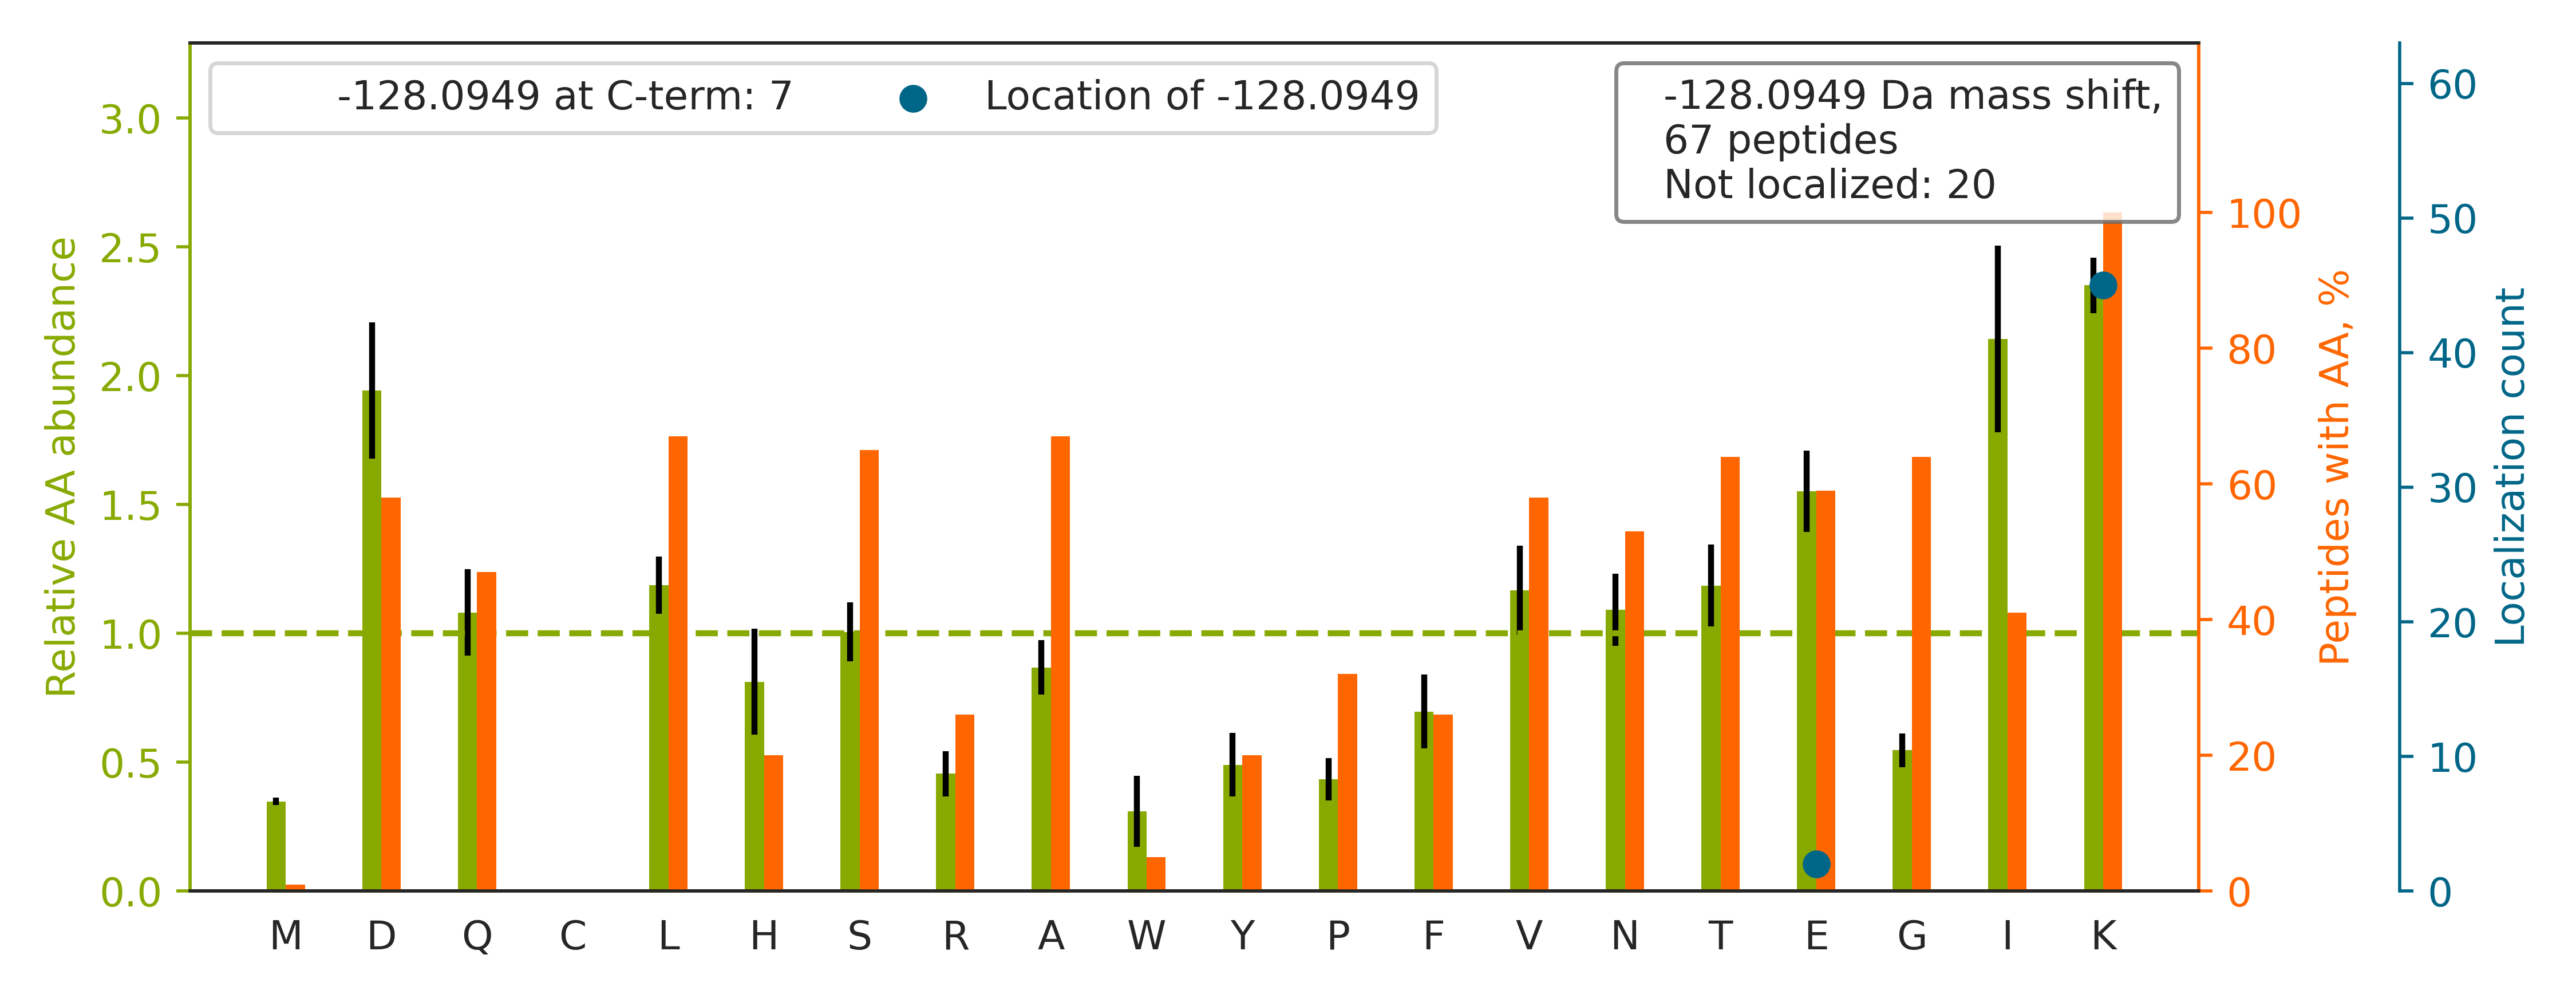 -128.0949 at C-term: 7
Location of -128.0949
-128.0949 Da mass shift,
67 peptides
Not localized: 20
Relative AA abundance
3.0
2.5
2.0
1.5
1.0
0.5
0.0
M D Q C L H S R A W Y P F V N T E G I K
100
80
60
40
20
0
Peptides with AA, %
60
50
40
30
20
10
0
Localization count